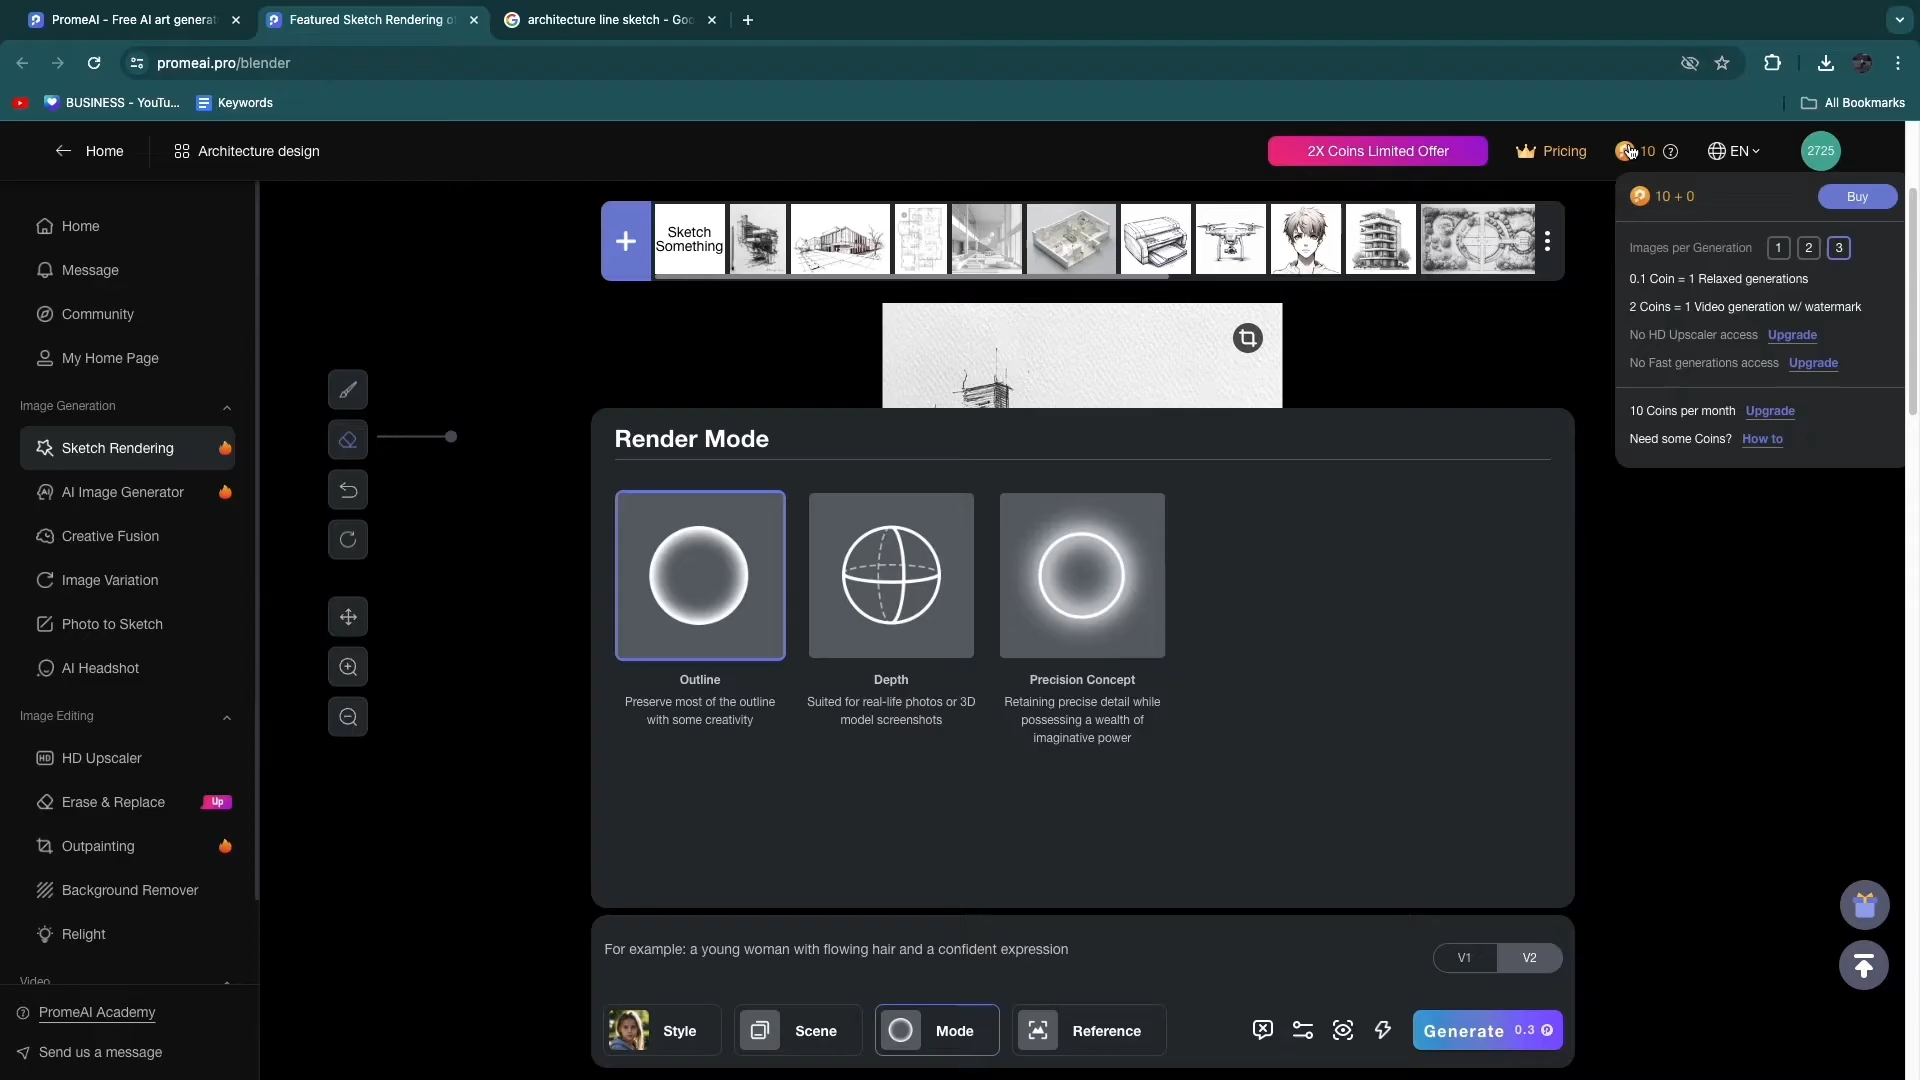 PromeAI - Free AI art generat
Featured Sketch Rendering o
architecture line sketch - Goo
promeai.pro/blender
BUSINESS - YouTu...
Keywords
All Bookmarks
Home
Architecture design
2X Coins Limited Offer
Pricing
10
EN
2725
10 + 0
Buy
Images per Generation 1 2 3
0.1 Coin = 1 Relaxed generations
2 Coins = 1 Video generation w/ watermark
No HD Upscaler access Upgrade
No Fast generations access Upgrade
10 Coins per month Upgrade
Need some Coins? How to
Home
Message
Community
My Home Page
Image Generation
Sketch Rendering
AI Image Generator
Creative Fusion
Image Variation
Photo to Sketch
AI Headshot
Image Editing
HD Upscaler
Erase & Replace Up
Outpainting
Background Remover
Relight
Video
PromeAI Academy
Send us a message
Sketch
Something
Render Mode
Outline
Preserve most of the outline
with some creativity
Depth
Suited for real-life photos or 3D
model screenshots
Precision Concept
Retaining precise detail while
possessing a wealth of
imaginative power
For example: a young woman with flowing hair and a confident expression
V1 V2
Style
Scene
Mode
Reference
Generate 0.3